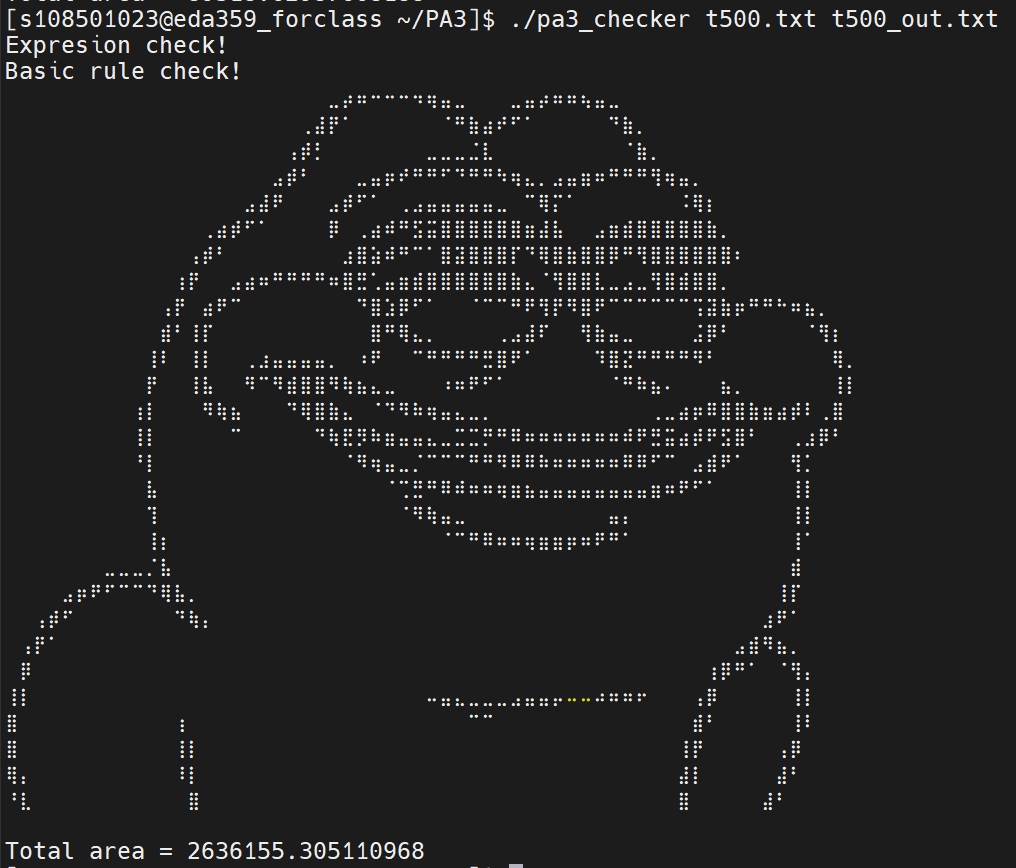 [s108501023@eda359_forclass ~/PA3]$ ./pa3_checker t500.txt t500_out.txt
Expresion check!
Basic rule check!
Total area = 2636155.305110968